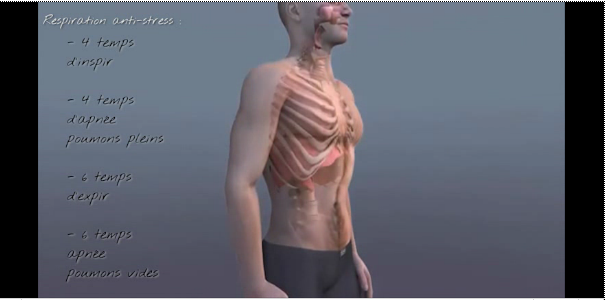 Respiration anti-stress :
- 4 temps
d'inspir
- 4 temps
d'apnée
poumons pleins
- 6 temps
d'expir
- 6 temps
apnée
poumons vides